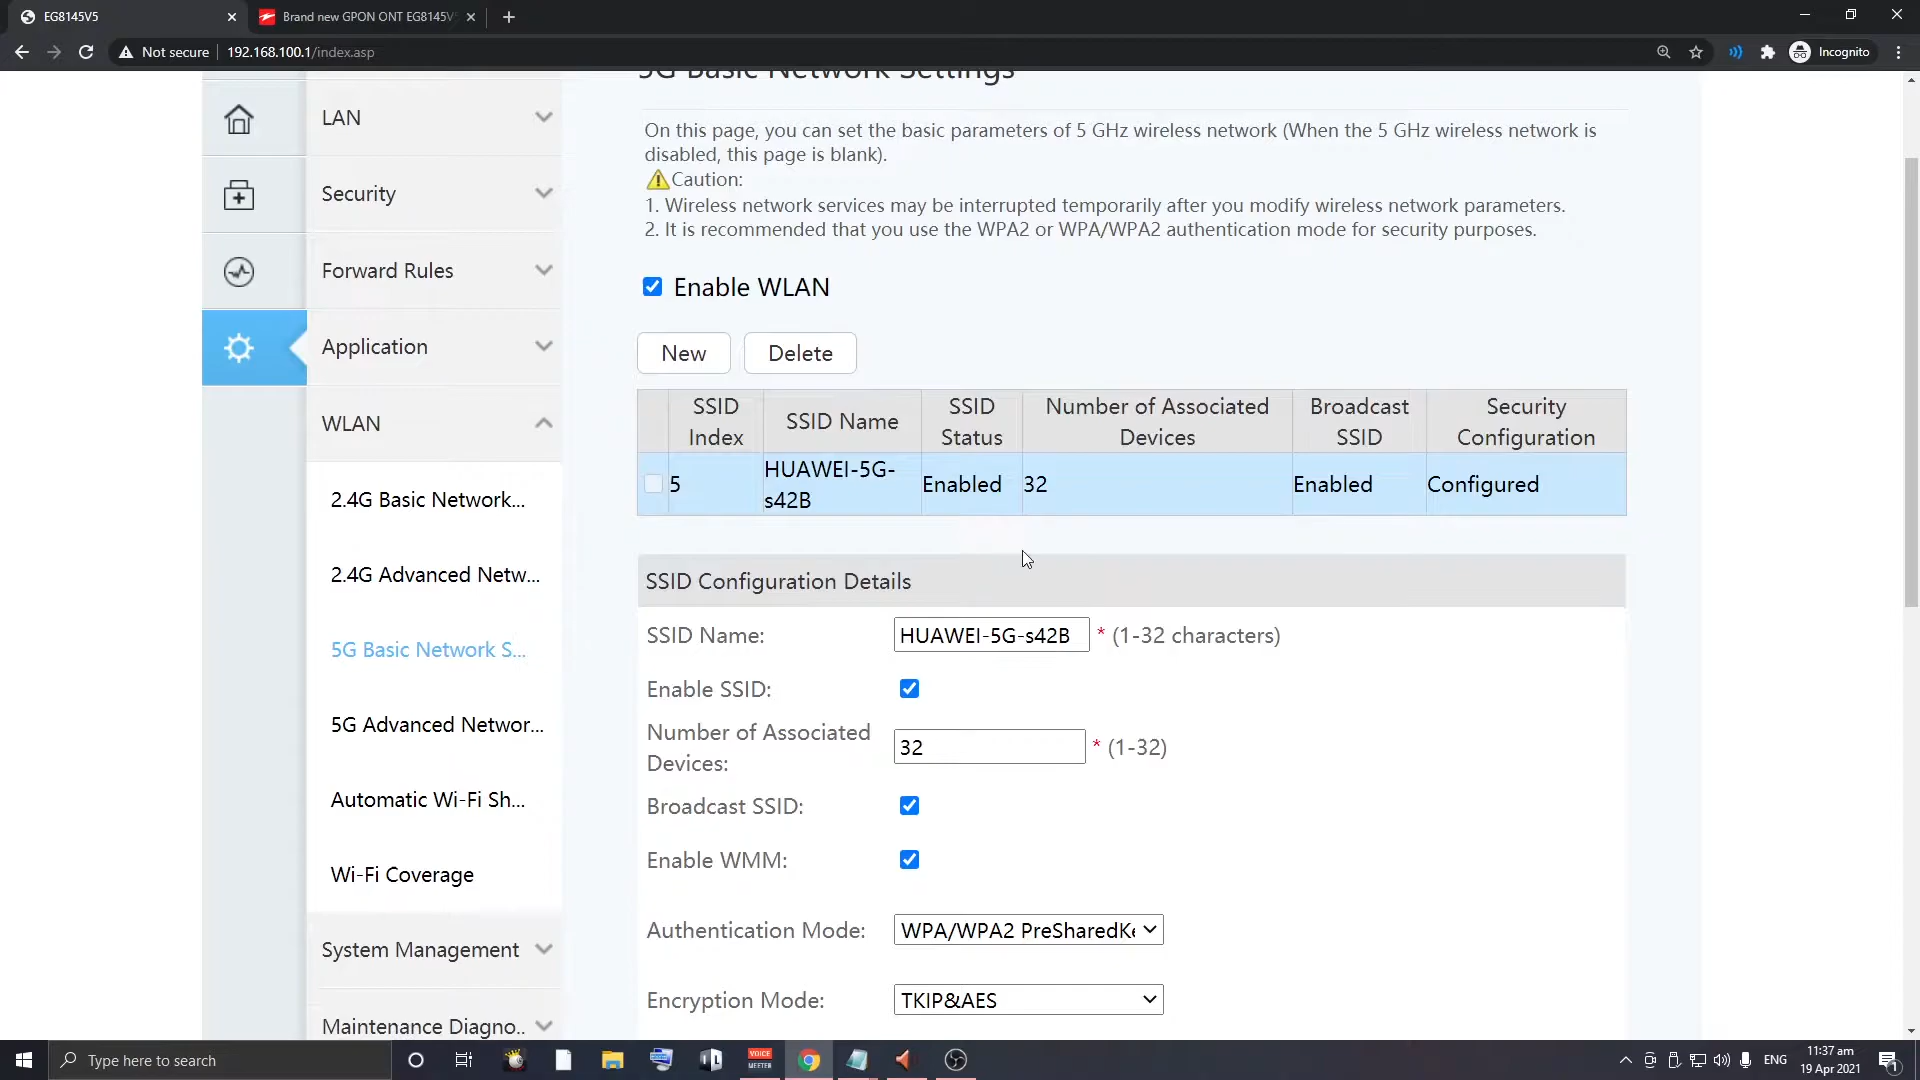 EG8145V5
Brand new GPON ONT EG8145V5
Not secure
192.168.100.1/index.asp
Incognito
5G Basic Network Settings
On this page, you can set the basic parameters of 5 GHz wireless network (When the 5 GHz wireless network is
disabled, this page is blank).
Caution:
1. Wireless network services may be interrupted temporarily after you modify wireless network parameters.
2. It is recommended that you use the WPA2 or WPA/WPA2 authentication mode for security purposes.
LAN
Security
Forward Rules
Application
WLAN
2.4G Basic Network...
2.4G Advanced Netw...
5G Basic Network S...
5G Advanced Networ...
Automatic Wi-Fi Sh...
Wi-Fi Coverage
System Management
Maintenance Diagno..
Enable WLAN
New
Delete
SSID
Index
SSID Name
SSID
Status
Number of Associated
Devices
Broadcast
SSID
Security
Configuration
5
HUAWEI-5G-
s42B
Enabled
32
Enabled
Configured
SSID Configuration Details
SSID Name:
HUAWEI-5G-s42B
* (1-32 characters)
Enable SSID:
Number of Associated
Devices:
32
* (1-32)
Broadcast SSID:
Enable WMM:
Authentication Mode:
WPA/WPA2 PreSharedKe
Encryption Mode:
TKIP&AES
Type here to search
VOICE
MEETER
ENG
11:37 am
19 Apr 2021
1